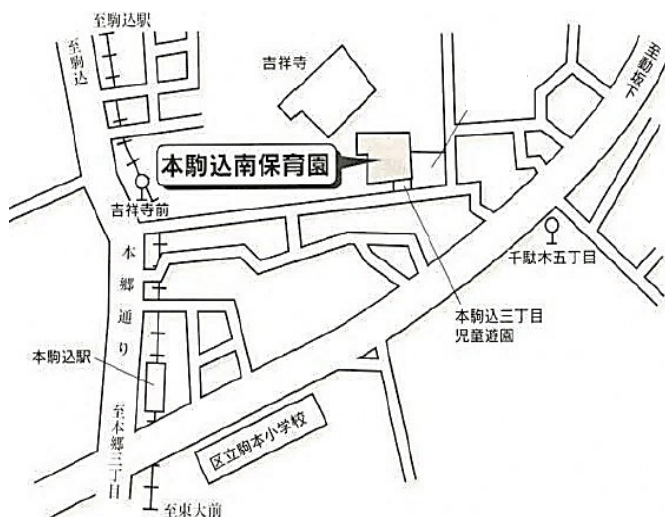 至駒込駅
至駒込
吉祥寺
至動坂下
本駒込南保育園
吉祥寺前
千駄木五丁目
本郷通り
本駒込三丁目
児童遊園
本駒込駅
至本郷三丁目
区立駒本小学校
至東大前